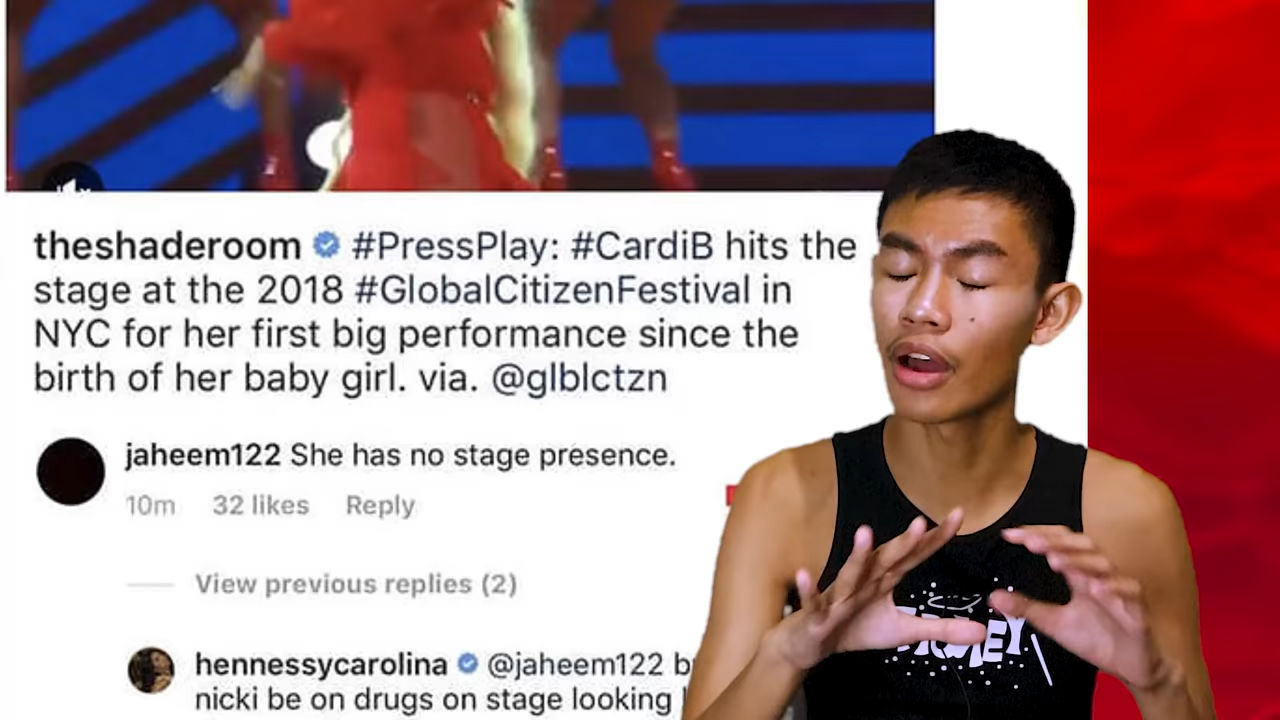 theshaderoom #PressPlay: #CardiB hits the
stage at the 2018 #GlobalCitizenFestival in
NYC for her first big performance since the
birth of her baby girl. via. @glblctzn
jaheem122 She has no stage presence.
10m 32 likes Reply
View previous replies (2)
hennessycarolina @jaheem122
nicki be on drugs on stage looking